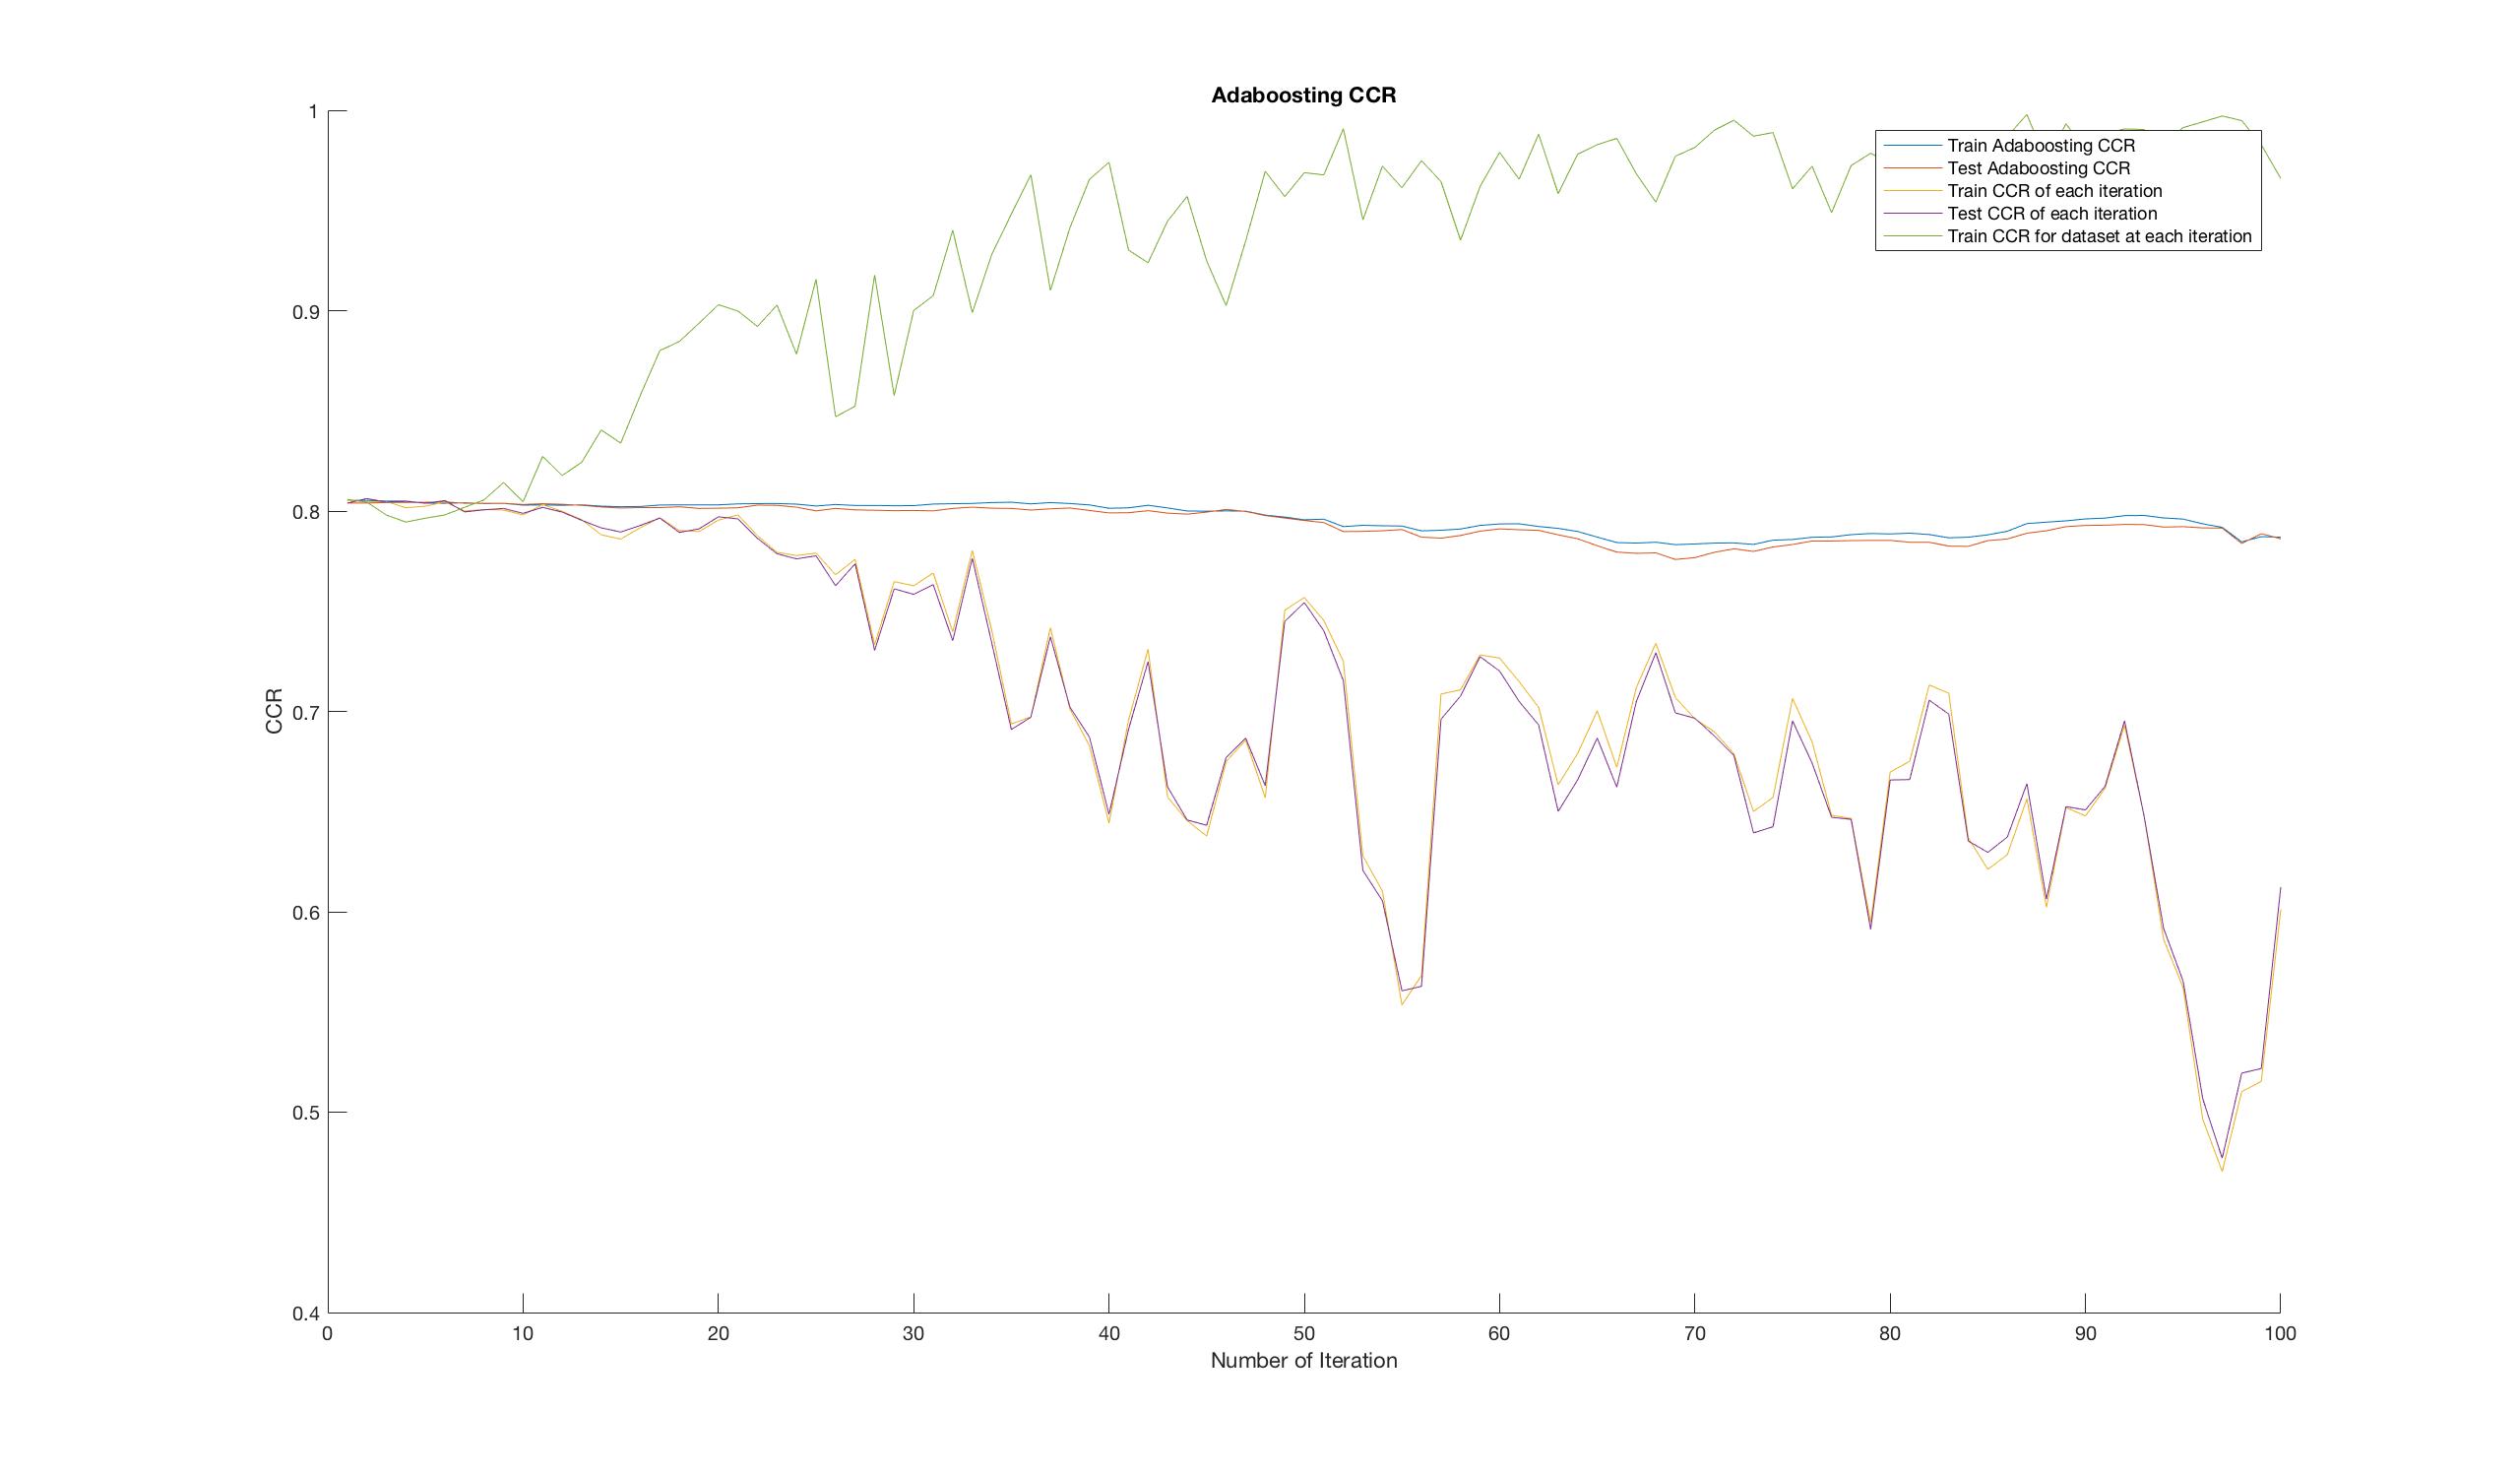 Adaboosting CCR
1
Train Adaboosting CCR
Test Adaboosting CCR
Train CCR of each iteration
Test CCR of each iteration
Train CCR for dataset at each iteration
0.9
0.8
0.7
CCR
0.6
0.5
0.4
0 10 20 30 40 50 60 70 80 90 100
Number of Iteration